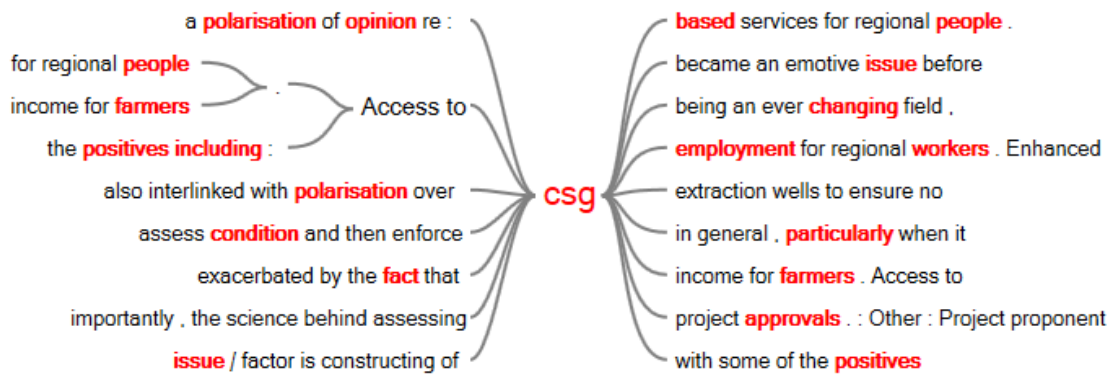 a polarisation of opinion re :
for regional people
.
income for farmers
Access to
the positives including :
also interlinked with polarisation over
assess condition and then enforce
exacerbated by the fact that
importantly , the science behind assessing
issue / factor is constructing of
csg
based services for regional people .
became an emotive issue before
being an ever changing field ,
employment for regional workers . Enhanced
extraction wells to ensure no
in general , particularly when it
income for farmers . Access to
project approvals . : Other : Project proponent
with some of the positives